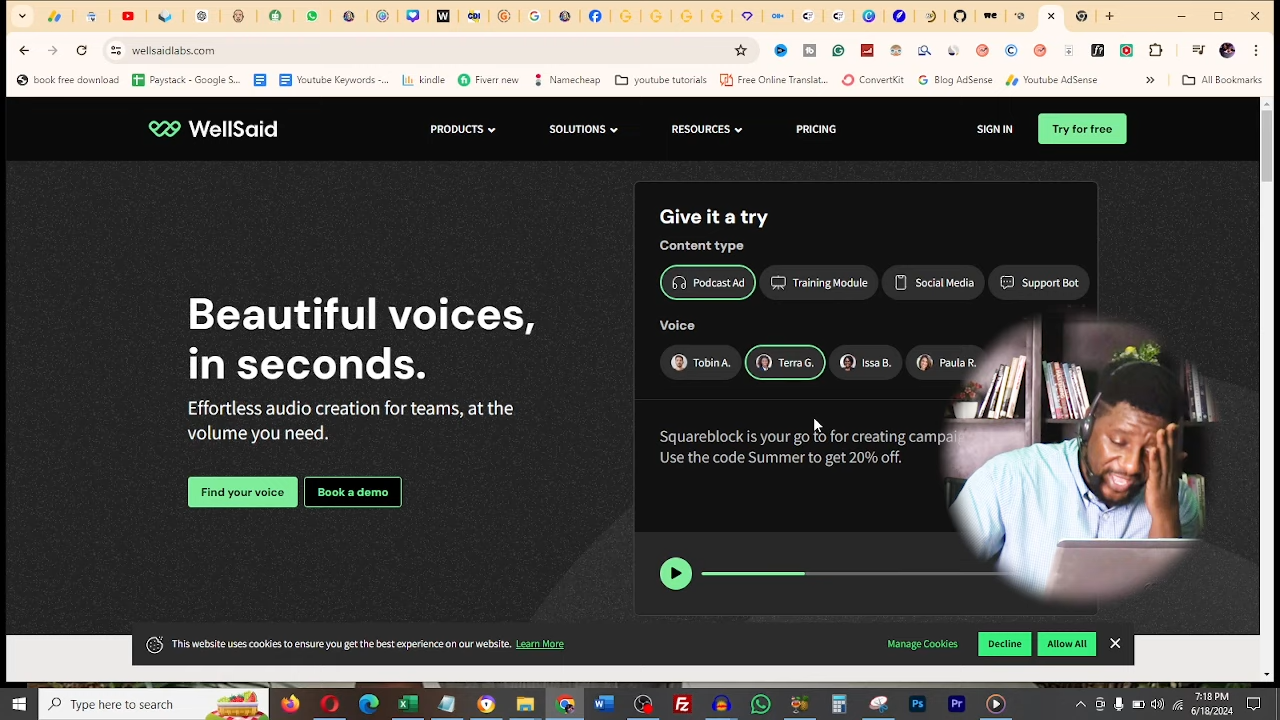 wellsaidlabs.com
book free download
Paystack - Google S...
Youtube Keywords -...
kindle
Fiverr new
Namecheap
youtube tutorials
Free Online Translat...
ConvertKit
Blog AdSense
Youtube AdSense
All Bookmarks
WellSaid
PRODUCTS
SOLUTIONS
RESOURCES
PRICING
SIGN IN
Try for free
Give it a try
Content type
Podcast Ad
Training Module
Social Media
Support Bot
Voice
Tobin A.
Terra G.
Issa B.
Paula R.
Beautiful voices,
in seconds.
Effortless audio creation for teams, at the
volume you need.
Find your voice
Book a demo
Squareblock is your go to for creating
Use the code Summer to get 20% off.
This website uses cookies to ensure you get the best experience on our website. Learn More
Manage Cookies
Decline
Allow All
Type here to search
7:18 PM
6/18/2024